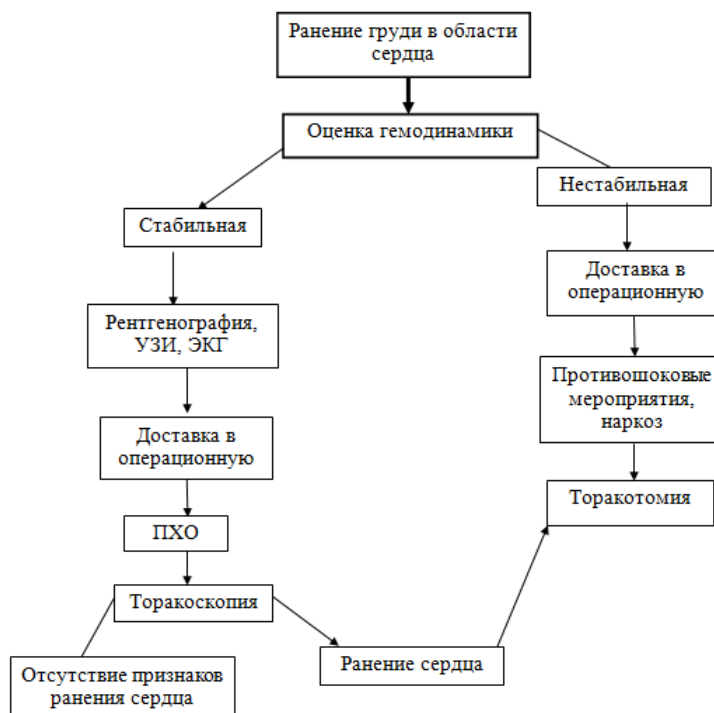 Ранение груди в области
сердца
Оценка гемодинамики
Нестабильная
Стабильная
Доставка в
операционную
Рентгенография,
УЗИ, ЭКГ
Противошоковые
мероприятия,
наркоз
Доставка в
операционную
Торакотомия
ПХО
Торакоскопия
Ранение сердца
Отсутствие признаков
ранения сердца